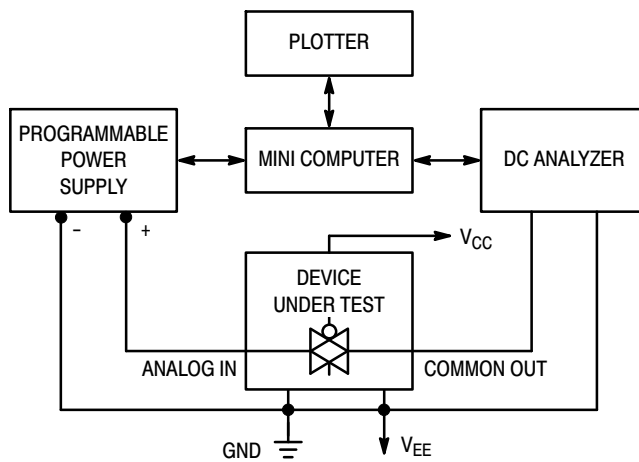 PLOTTER
PROGRAMMABLE
POWER
SUPPLY
MINI COMPUTER
DC ANALYZER
− +
VCC
DEVICE
UNDER TEST
ANALOG IN
COMMON OUT
GND
VEE